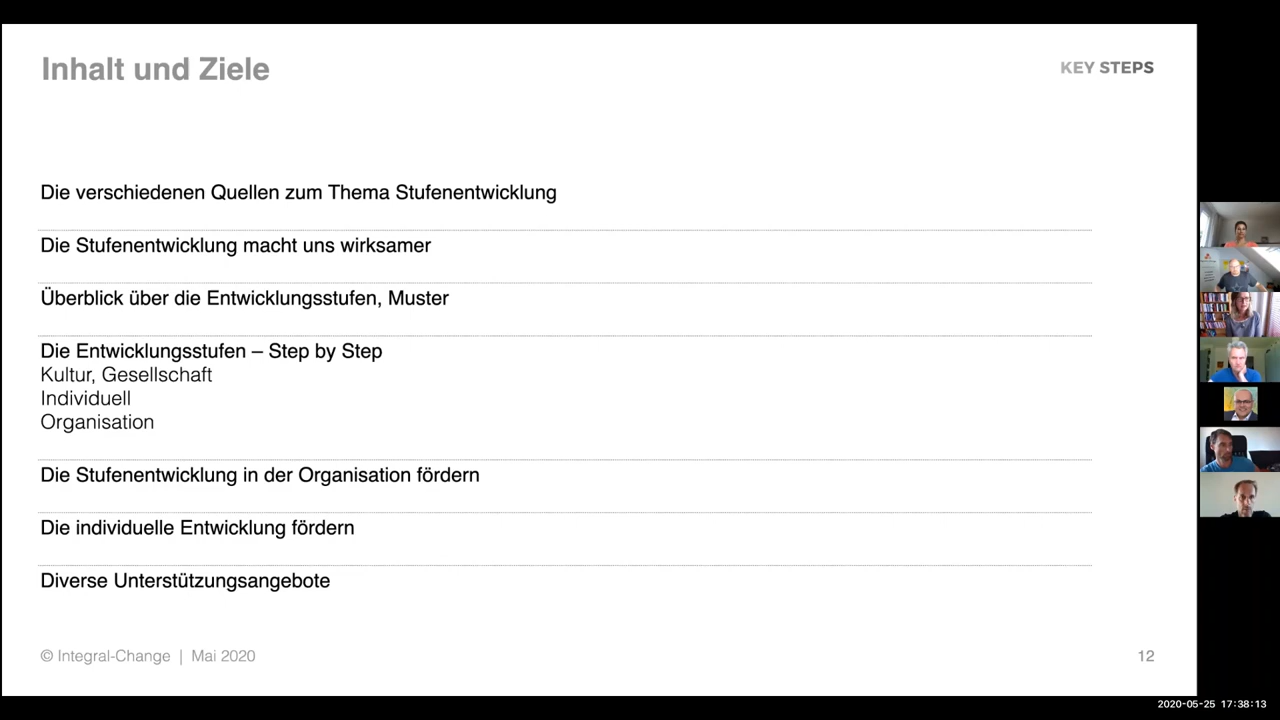 Inhalt und Ziele
KEY STEPS
Die verschiedenen Quellen zum Thema Stufenentwicklung
Die Stufenentwicklung macht uns wirksamer
Überblick über die Entwicklungsstufen, Muster
Die Entwicklungsstufen – Step by Step
Kultur, Gesellschaft
Individuell
Organisation
Die Stufenentwicklung in der Organisation fördern
Die individuelle Entwicklung fördern
Diverse Unterstützungsangebote
© Integral-Change | Mai 2020
12
2020-05-25 17:38:13